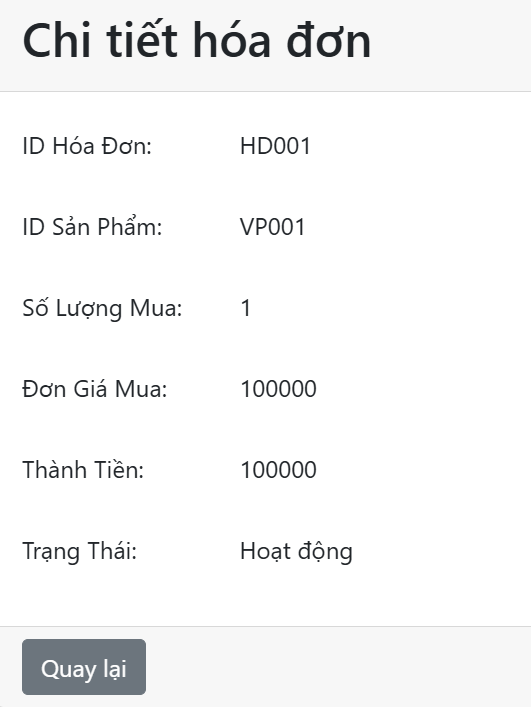 Chi tiết hóa đơn
ID Hóa Đơn: HD001
ID Sản Phẩm: VP001
Số Lượng Mua: 1
Đơn Giá Mua: 100000
Thành Tiền: 100000
Trạng Thái: Hoạt động
Quay lại